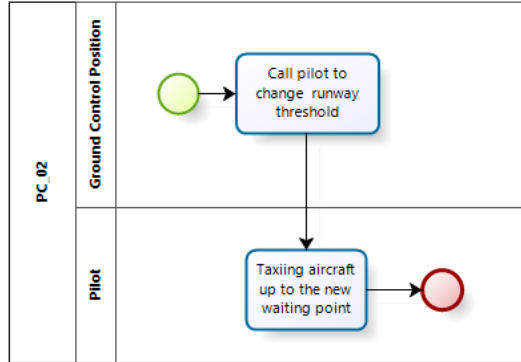 PC_02
Ground Control Position
Call pilot to
change runway
threshold
Pilot
Taxiing aircraft
up to the new
waiting point